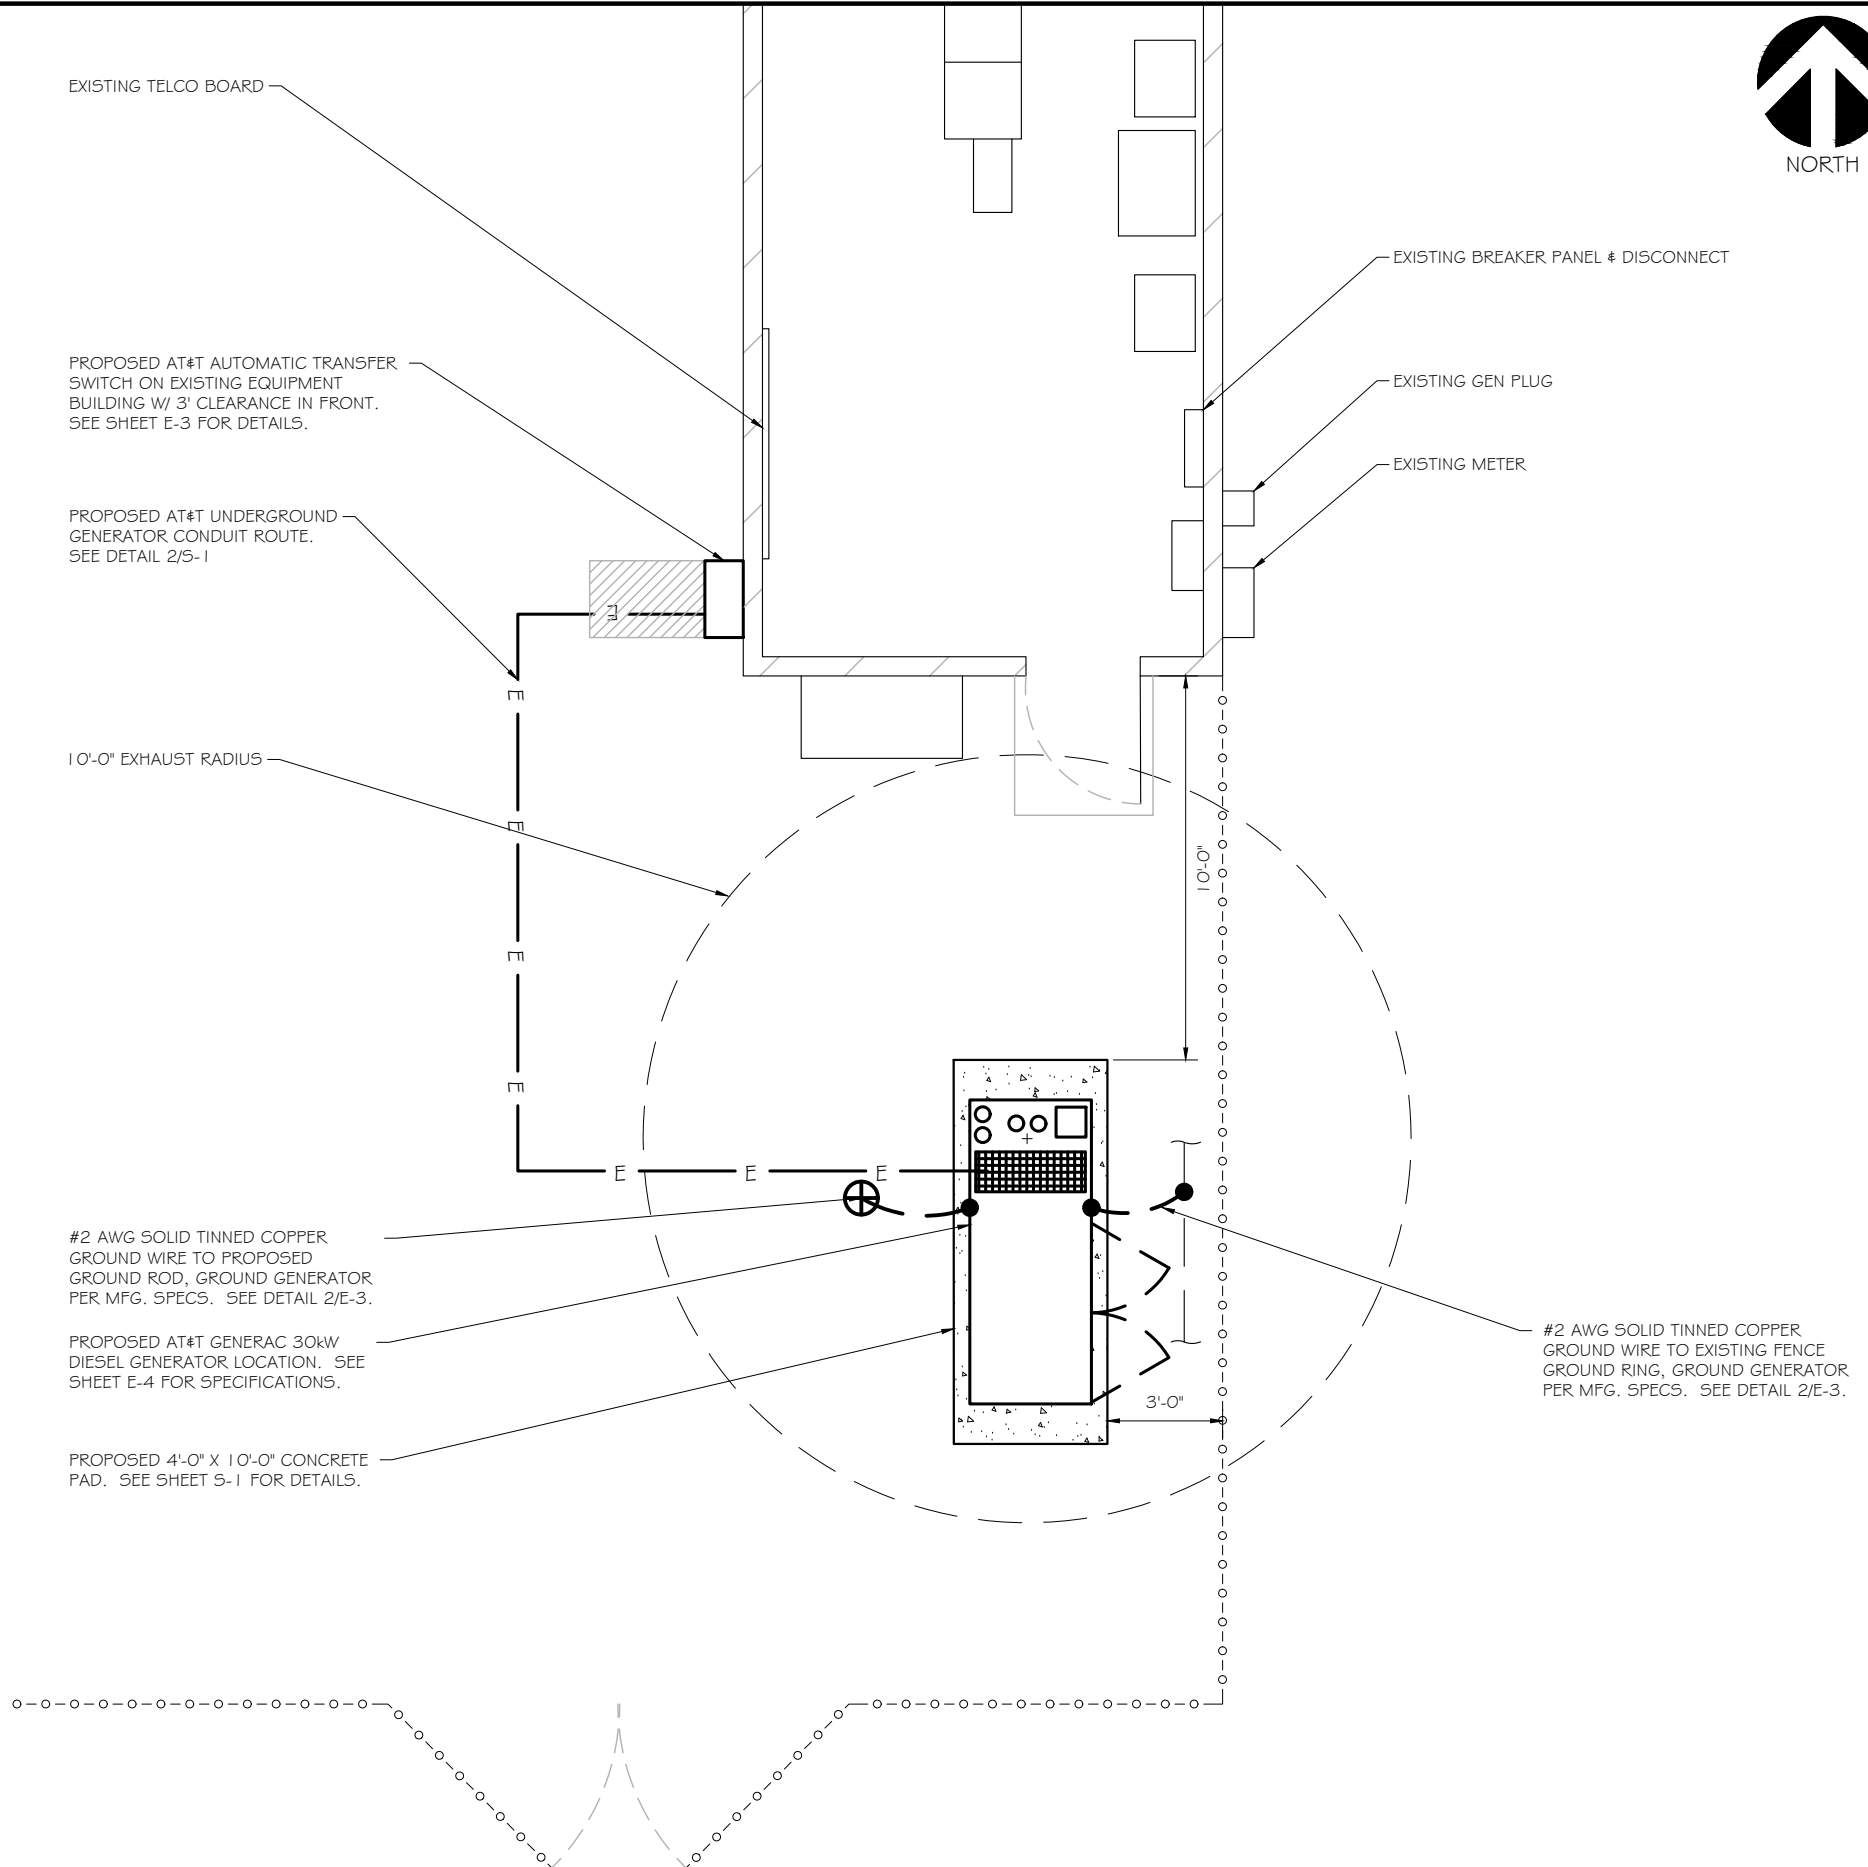 NORTH
EXISTING TELCO BOARD
EXISTING BREAKER PANEL & DISCONNECT
PROPOSED AT&T AUTOMATIC TRANSFER
SWITCH ON EXISTING EQUIPMENT
BUILDING W/ 3' CLEARANCE IN FRONT.
SEE SHEET E-3 FOR DETAILS.
EXISTING GEN PLUG
EXISTING METER
PROPOSED AT&T UNDERGROUND
GENERATOR CONDUIT ROUTE.
SEE DETAIL 2/S-1
E
E
10'-0" EXHAUST RADIUS
E
10'-0"
E
E
E
E
E
#2 AWG SOLID TINNED COPPER
GROUND WIRE TO PROPOSED
GROUND ROD, GROUND GENERATOR
PER MFG. SPECS. SEE DETAIL 2/E-3.
PROPOSED AT&T GENERAC 30kW
DIESEL GENERATOR LOCATION. SEE
SHEET E-4 FOR SPECIFICATIONS.
#2 AWG SOLID TINNED COPPER
GROUND WIRE TO EXISTING FENCE
GROUND RING, GROUND GENERATOR
PER MFG. SPECS. SEE DETAIL 2/E-3.
3'-0"
PROPOSED 4'-0" X 10'-0" CONCRETE
PAD. SEE SHEET S-1 FOR DETAILS.